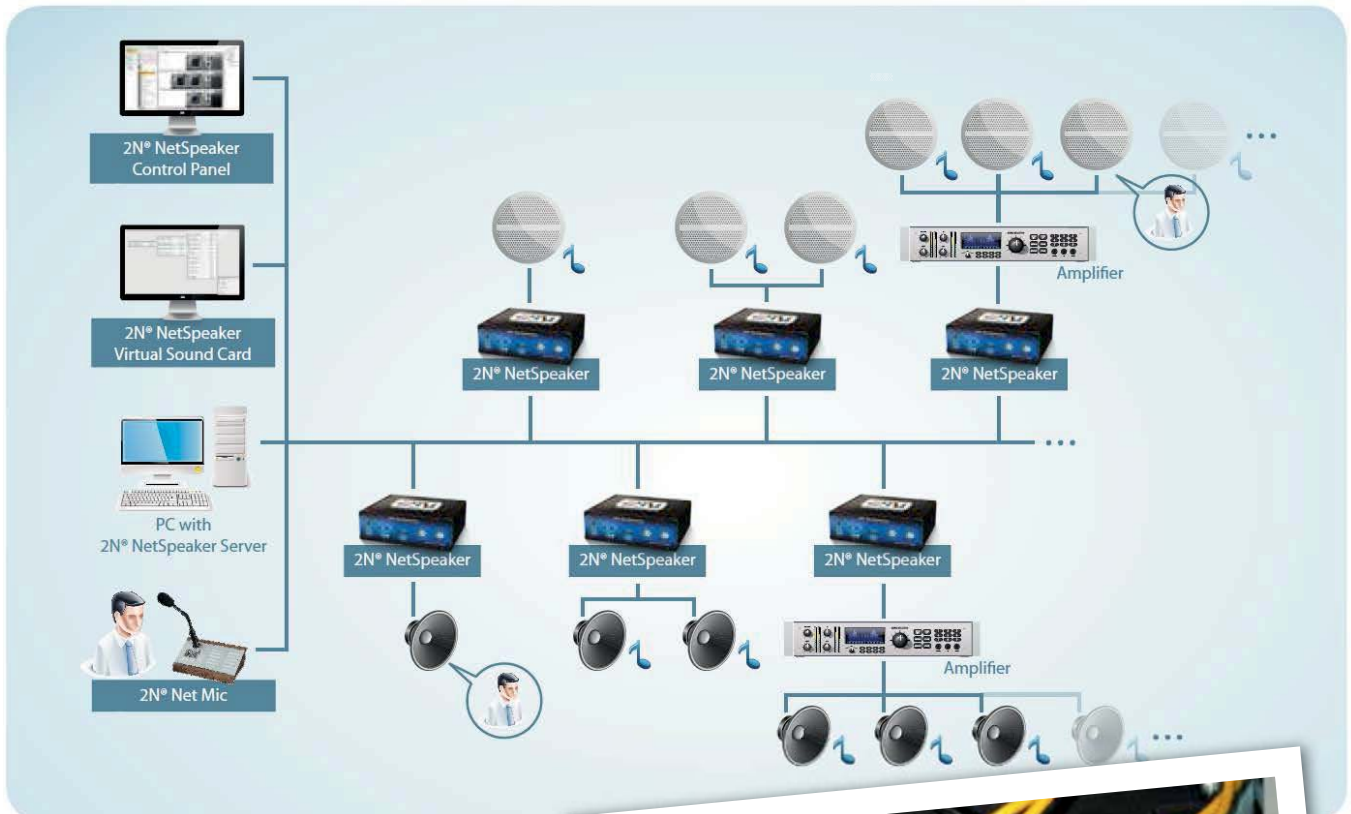 2N® NetSpeaker
Control Panel
2N® NetSpeaker
Virtual Sound Card
PC with
2N® NetSpeaker Server
2N® Net Mic
Amplifier
2N® NetSpeaker
2N® NetSpeaker
2N® NetSpeaker
2N® NetSpeaker
2N® NetSpeaker
2N® NetSpeaker
Amplifier